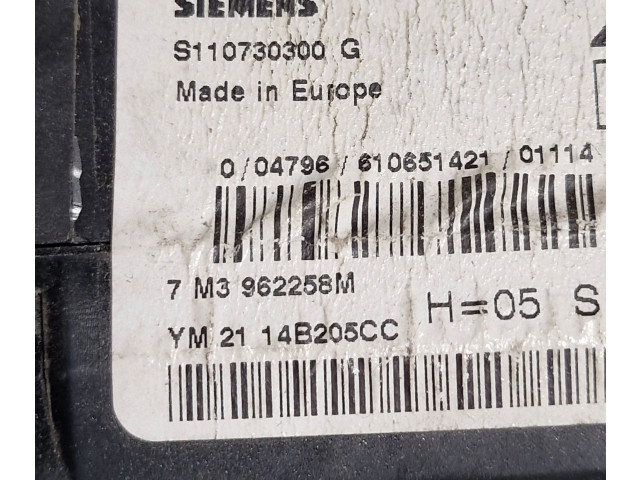 SIEMENS
S110730300 G
Made in Europe
0/04796/610651421/01114
7 M3 962258M
H=05 S
YM 21 14B205CC